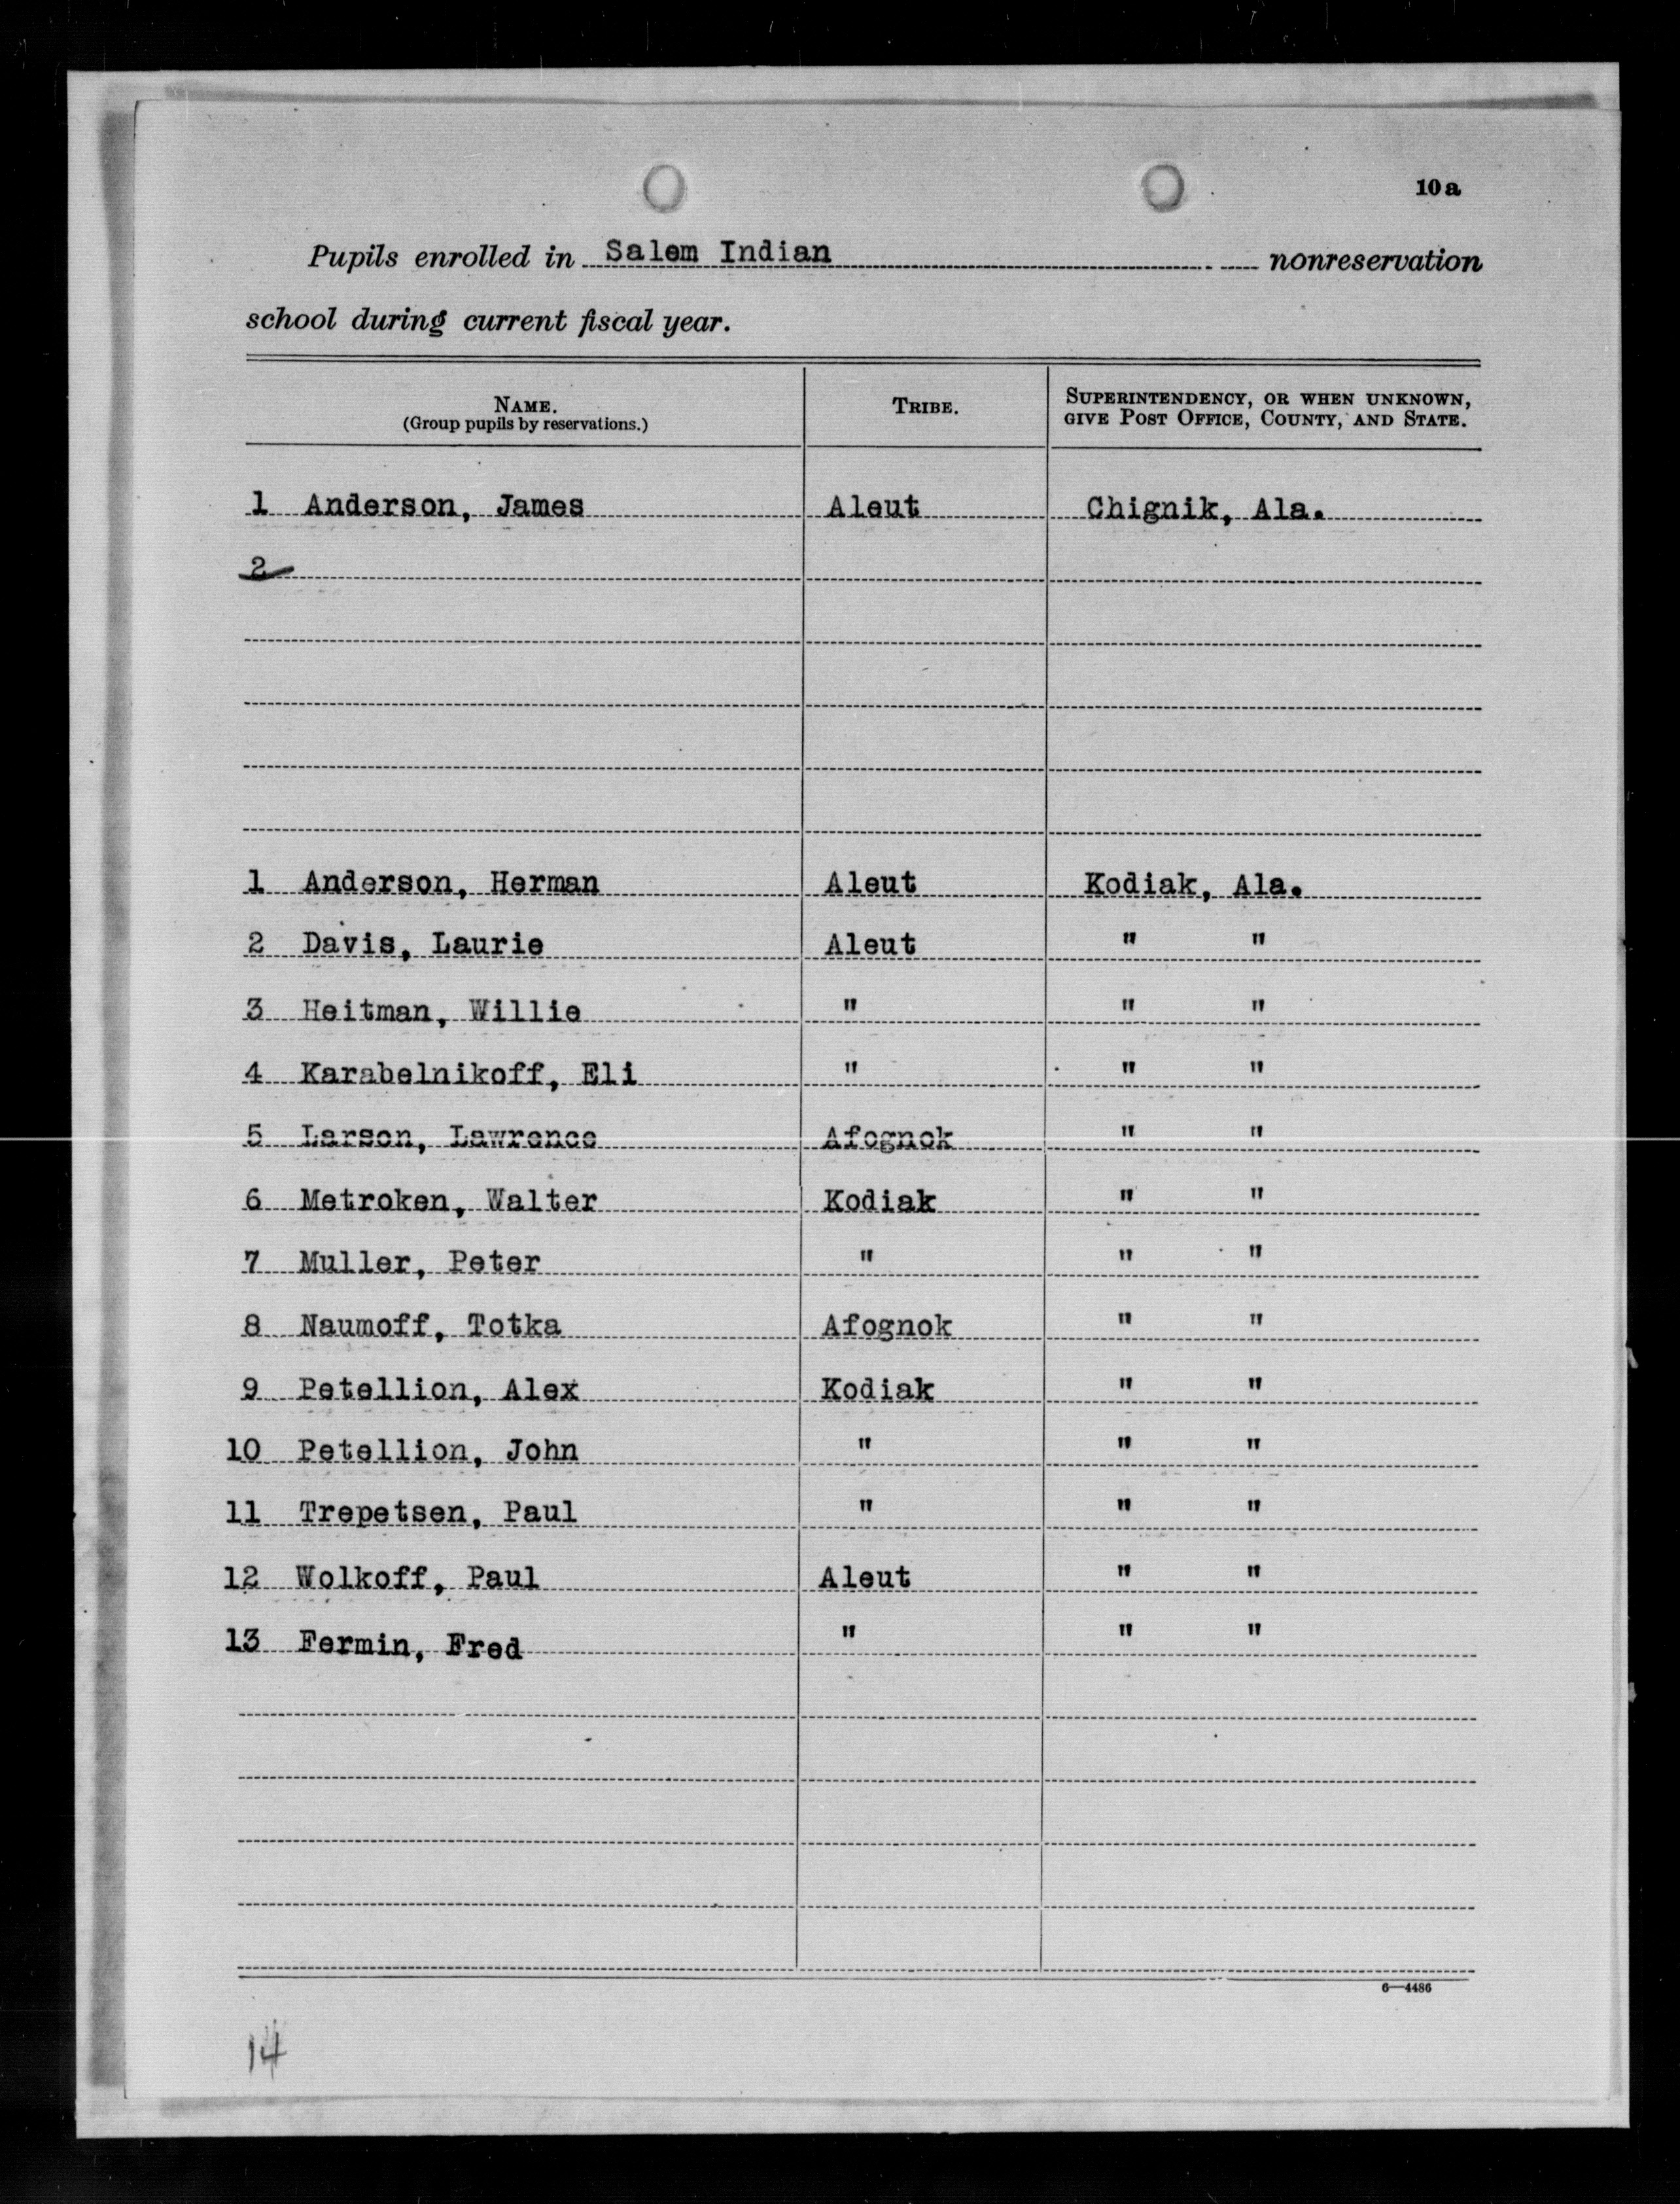 10a
Pupils enrolled in Salem Indian nonreservation
school during current fiscal year.
NAME. (Group pupils by reservations.) TRIBE. SUPERINTENDENCY, OR WHEN UNKNOWN, GIVE POST OFFICE, COUNTY, AND STATE.
1 Anderson, James Aleut Chignik, Ala.
2
1 Anderson, Herman Aleut Kodiak, Ala.
2 Davis, Laurie Aleut " "
3 Heitman, Willie " " "
4 Karabelnikoff, Eli " " "
5 Larson, Lawrence Afognok " "
6 Metroken, Walter Kodiak " "
7 Muller, Peter " " "
8 Naumoff, Totka Afognok " "
9 Petellion, Alex Kodiak " "
10 Petellion, John " " "
11 Trepetsen, Paul " " "
12 Wolkoff, Paul Aleut " "
13 Fermin, Fred " " "
6—4486
14